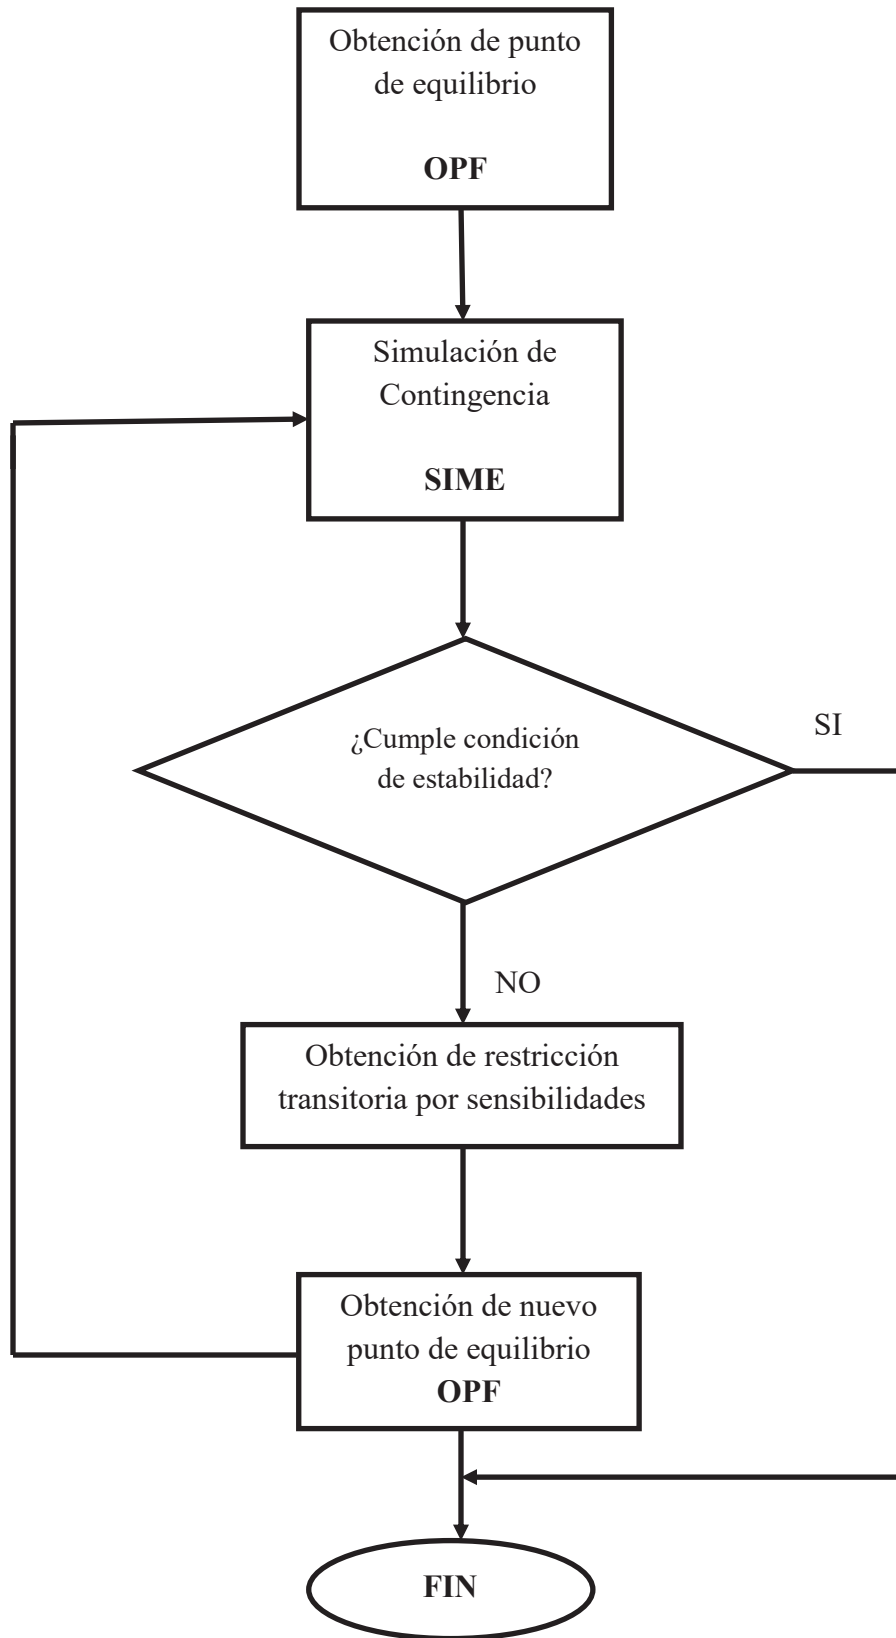 Obtención de punto
de equilibrio
OPF
Simulación de
Contingencia
SIME
¿Cumple condición
de estabilidad?
SI
NO
Obtención de restricción
transitoria por sensibilidades
Obtención de nuevo
punto de equilibrio
OPF
FIN